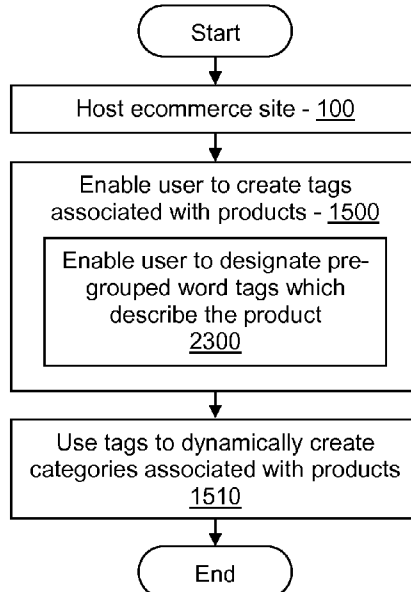 Start
Host ecommerce site - 100
Enable user to create tags
associated with products - 1500
Enable user to designate pre-
grouped word tags which
describe the product
2300
Use tags to dynamically create
categories associated with products
1510
End